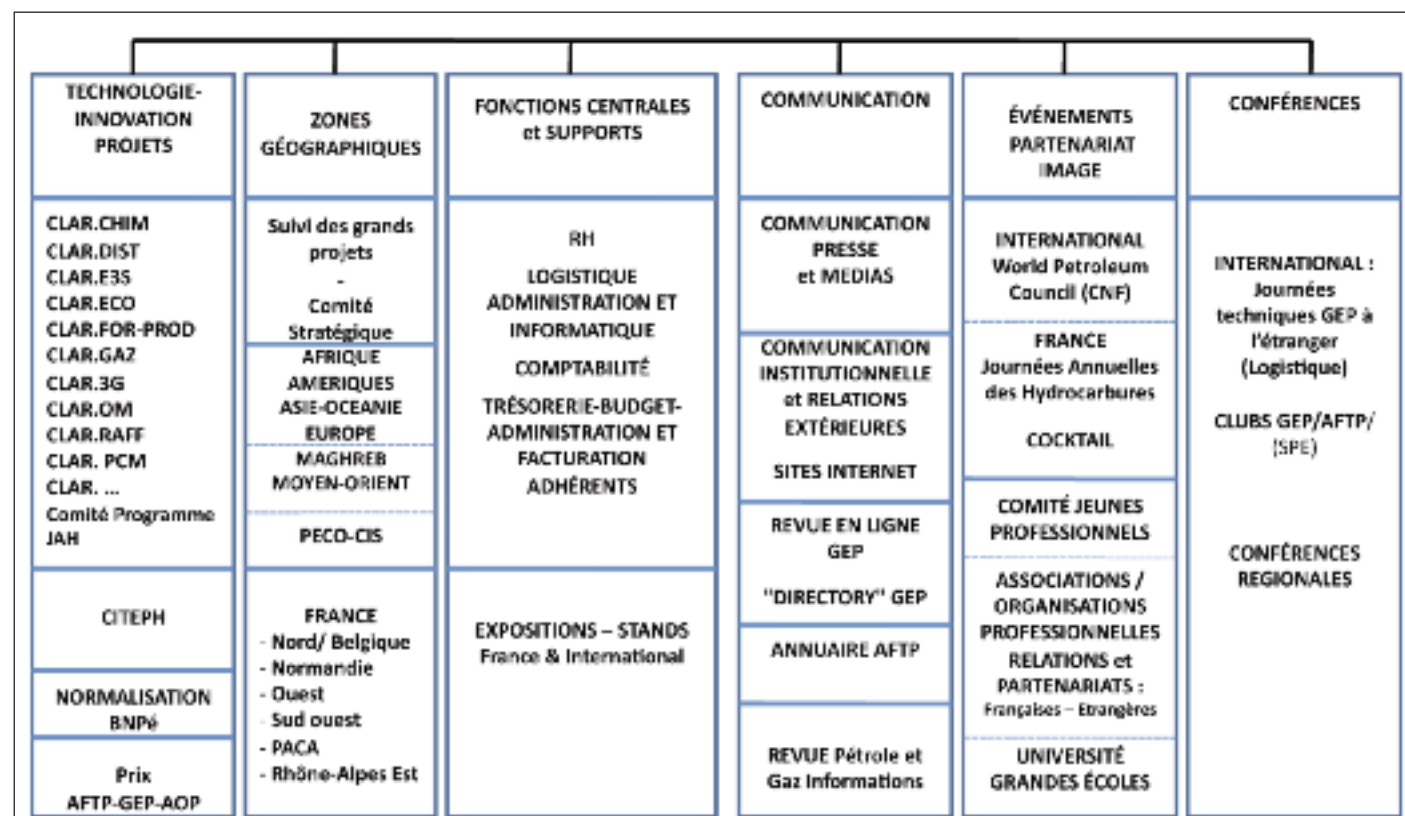 TECHNOLOGIE-
INNOVATION
PROJETS
CLAR.CHIM
CLAR.DIST
CLAR.E3S
CLAR.ECO
CLAR.FOR-PROD
CLAR.GAZ
CLAR.3G
CLAR.OM
CLAR.RAFF
CLAR. PCM
CLAR. ...
Comité Programme
JAH
CITEPH
NORMALISATION
BNPé
Prix
AFTP-GEP-AOP
ZONES
GÉOGRAPHIQUES
Suivi des grands
projets
-
Comité
Stratégique
AFRIQUE
AMERIQUES
ASIE-OCEANIE
EUROPE
MAGHREB
MOYEN-ORIENT
PECO-CIS
FRANCE
- Nord/ Belgique
- Normandie
- Ouest
- Sud ouest
- PACA
- Rhône-Alpes Est
FONCTIONS CENTRALES
et SUPPORTS
RH
LOGISTIQUE
ADMINISTRATION ET
INFORMATIQUE
COMPTABILITÉ
TRÉSORERIE-BUDGET-
ADMINISTRATION ET
FACTURATION
ADHÉRENTS
EXPOSITIONS – STANDS
France & International
COMMUNICATION
COMMUNICATION
PRESSE
et MEDIAS
COMMUNICATION
INSTITUTIONNELLE
et RELATIONS
EXTÉRIEURES
SITES INTERNET
REVUE EN LIGNE
GEP
"DIRECTORY" GEP
ANNUAIRE AFTP
REVUE Pétrole et
Gaz Informations
ÉVÉNEMENTS
PARTENARIAT
IMAGE
INTERNATIONAL
World Petroleum
Council (CNF)
FRANCE
Journées Annuelles
des Hydrocarbures
COCKTAIL
COMITÉ JEUNES
PROFESSIONNELS
ASSOCIATIONS /
ORGANISATIONS
PROFESSIONNELLES
RELATIONS et
PARTENARIATS :
Françaises – Etrangères
UNIVERSITÉ
GRANDES ÉCOLES
CONFÉRENCES
INTERNATIONAL :
Journées
techniques GEP à
l'étranger
(Logistique)
CLUBS GEP/AFTP/
(SPE)
CONFÉRENCES
REGIONALES